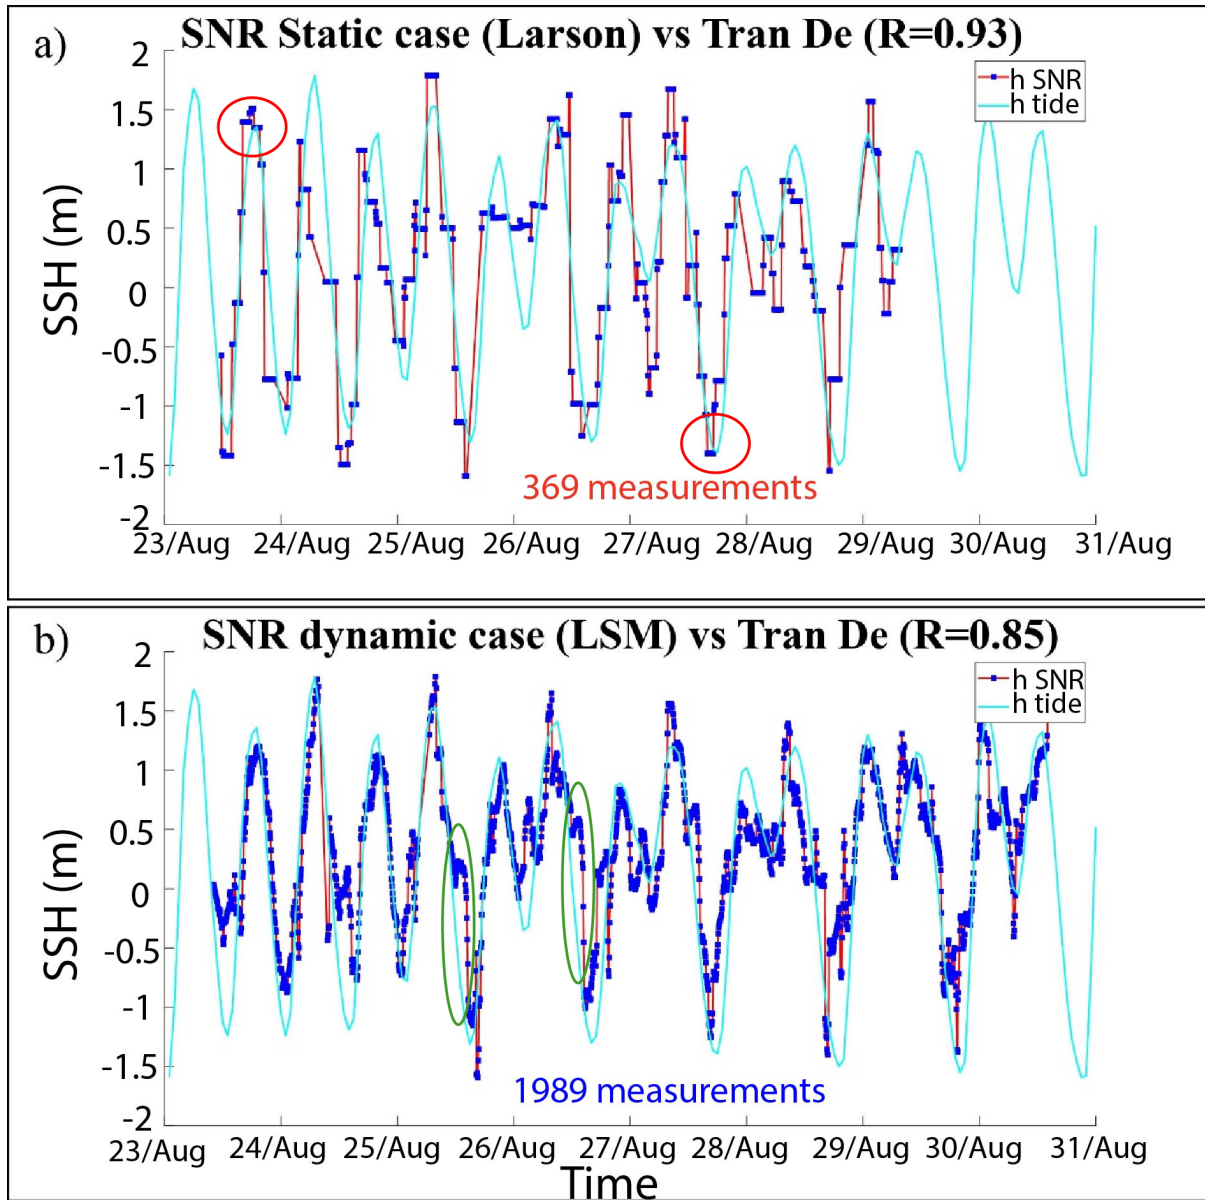 a)
SNR Static case (Larson) vs Tran De (R=0.93)
h SNR
h tide
2
1.5
1
0.5
0
-0.5
-1
-1.5
-2
SSH (m)
369 measurements
23/Aug 24/Aug 25/Aug 26/Aug 27/Aug 28/Aug 29/Aug 30/Aug 31/Aug
b)
SNR dynamic case (LSM) vs Tran De (R=0.85)
h SNR
h tide
2
1.5
1
0.5
0
-0.5
-1
-1.5
-2
SSH (m)
1989 measurements
23/Aug 24/Aug 25/Aug 26/Aug 27/Aug 28/Aug 29/Aug 30/Aug 31/Aug
Time